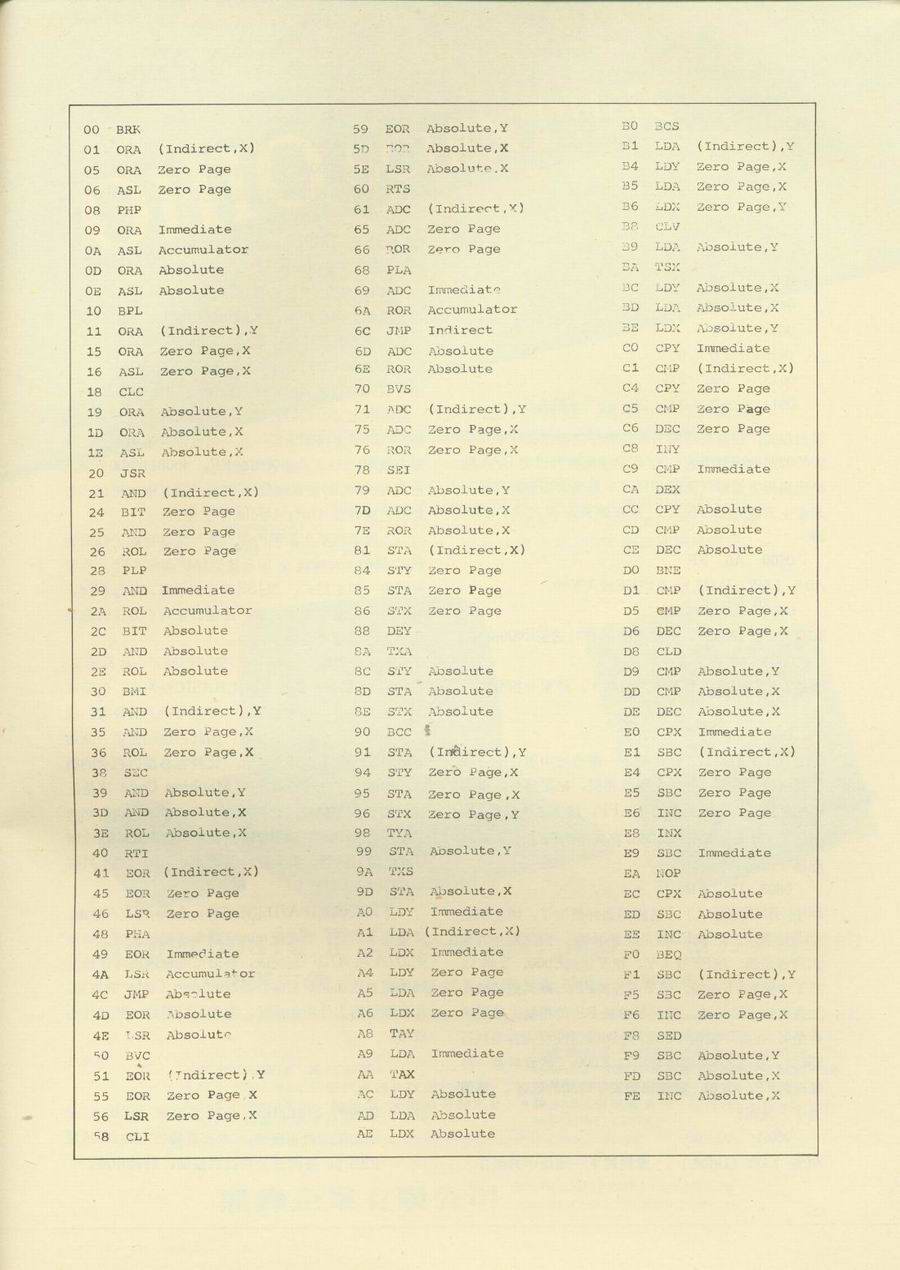 00 BRK
01 ORA (Indirect,X)
05 ORA Zero Page
06 ASL Zero Page
08 PHP
09 ORA Immediate
0A ASL Accumulator
0D ORA Absolute
0E ASL Absolute
10 BPL
11 ORA (Indirect),Y
15 ORA Zero Page,X
16 ASL Zero Page,X
18 CLC
19 ORA Absolute,Y
1D ORA Absolute,X
1E ASL Absolute,X
20 JSR
21 AND (Indirect,X)
24 BIT Zero Page
25 AND Zero Page
26 ROL Zero Page
28 PLP
29 AND Immediate
2A ROL Accumulator
2C BIT Absolute
2D AND Absolute
2E ROL Absolute
30 BMI
31 AND (Indirect),Y
35 AND Zero Page,X
36 ROL Zero Page,X
38 SEC
39 AND Absolute,Y
3D AND Absolute,X
3E ROL Absolute,X
40 RTI
41 EOR (Indirect,X)
45 EOR Zero Page
46 LSR Zero Page
48 PHA
49 EOR Immediate
4A LSR Accumulator
4C JMP Absolute
4D EOR Absolute
4E LSR Absolute
50 BVC
51 EOR (Indirect),Y
55 EOR Zero Page,X
56 LSR Zero Page,X
58 CLI
59 EOR Absolute,Y
5D EOR Absolute,X
5E LSR Absolute,X
60 RTS
61 ADC (Indirect,X)
65 ADC Zero Page
66 ROR Zero Page
68 PLA
69 ADC Immediate
6A ROR Accumulator
6C JMP Indirect
6D ADC Absolute
6E ROR Absolute
70 BVS
71 ADC (Indirect),Y
75 ADC Zero Page,X
76 ROR Zero Page,X
78 SEI
79 ADC Absolute,Y
7D ADC Absolute,X
7E ROR Absolute,X
81 STA (Indirect,X)
84 STY Zero Page
85 STA Zero Page
86 STX Zero Page
88 DEY
8A TXA
8C STY Absolute
8D STA Absolute
8E STX Absolute
90 BCC
91 STA (Indirect),Y
94 STY Zero Page,X
95 STA Zero Page,X
96 STX Zero Page,Y
98 TYA
99 STA Absolute,Y
9A TXS
9D STA Absolute,X
A0 LDY Immediate
A1 LDA (Indirect,X)
A2 LDX Immediate
A4 LDY Zero Page
A5 LDA Zero Page
A6 LDX Zero Page
A8 TAY
A9 LDA Immediate
AA TAX
AC LDY Absolute
AD LDA Absolute
AE LDX Absolute
B0 BCS
B1 LDA (Indirect),Y
B4 LDY Zero Page,X
B5 LDA Zero Page,X
B6 LDX Zero Page,Y
B8 CLV
B9 LDA Absolute,Y
BA TSX
BC LDY Absolute,X
BD LDA Absolute,X
BE LDX Absolute,Y
C0 CPY Immediate
C1 CMP (Indirect,X)
C4 CPY Zero Page
C5 CMP Zero Page
C6 DEC Zero Page
C8 INY
C9 CMP Immediate
CA DEX
CC CPY Absolute
CD CMP Absolute
CE DEC Absolute
D0 BNE
D1 CMP (Indirect),Y
D5 CMP Zero Page,X
D6 DEC Zero Page,X
D8 CLD
D9 CMP Absolute,Y
DD CMP Absolute,X
DE DEC Absolute,X
E0 CPX Immediate
E1 SBC (Indirect,X)
E4 CPX Zero Page
E5 SBC Zero Page
E6 INC Zero Page
E8 INX
E9 SBC Immediate
EA NOP
EC CPX Absolute
ED SBC Absolute
EE INC Absolute
F0 BEQ
F1 SBC (Indirect),Y
F5 SBC Zero Page,X
F6 INC Zero Page,X
F8 SED
F9 SBC Absolute,Y
FD SBC Absolute,X
FE INC Absolute,X